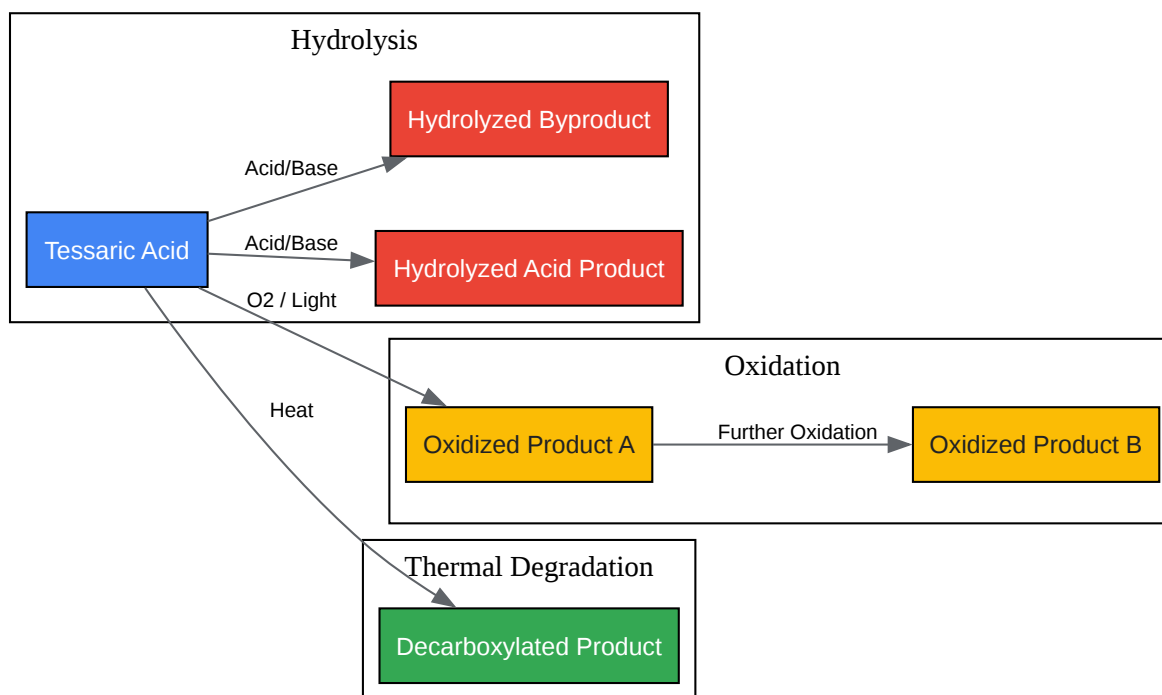 Hydrolysis
Hydrolyzed Byproduct
Acid/Base
Tessaric Acid
Acid/Base
Hydrolyzed Acid Product
O2 / Light
Oxidation
Heat
Oxidized Product A
Further Oxidation
Oxidized Product B
Thermal Degradation
Decarboxylated Product